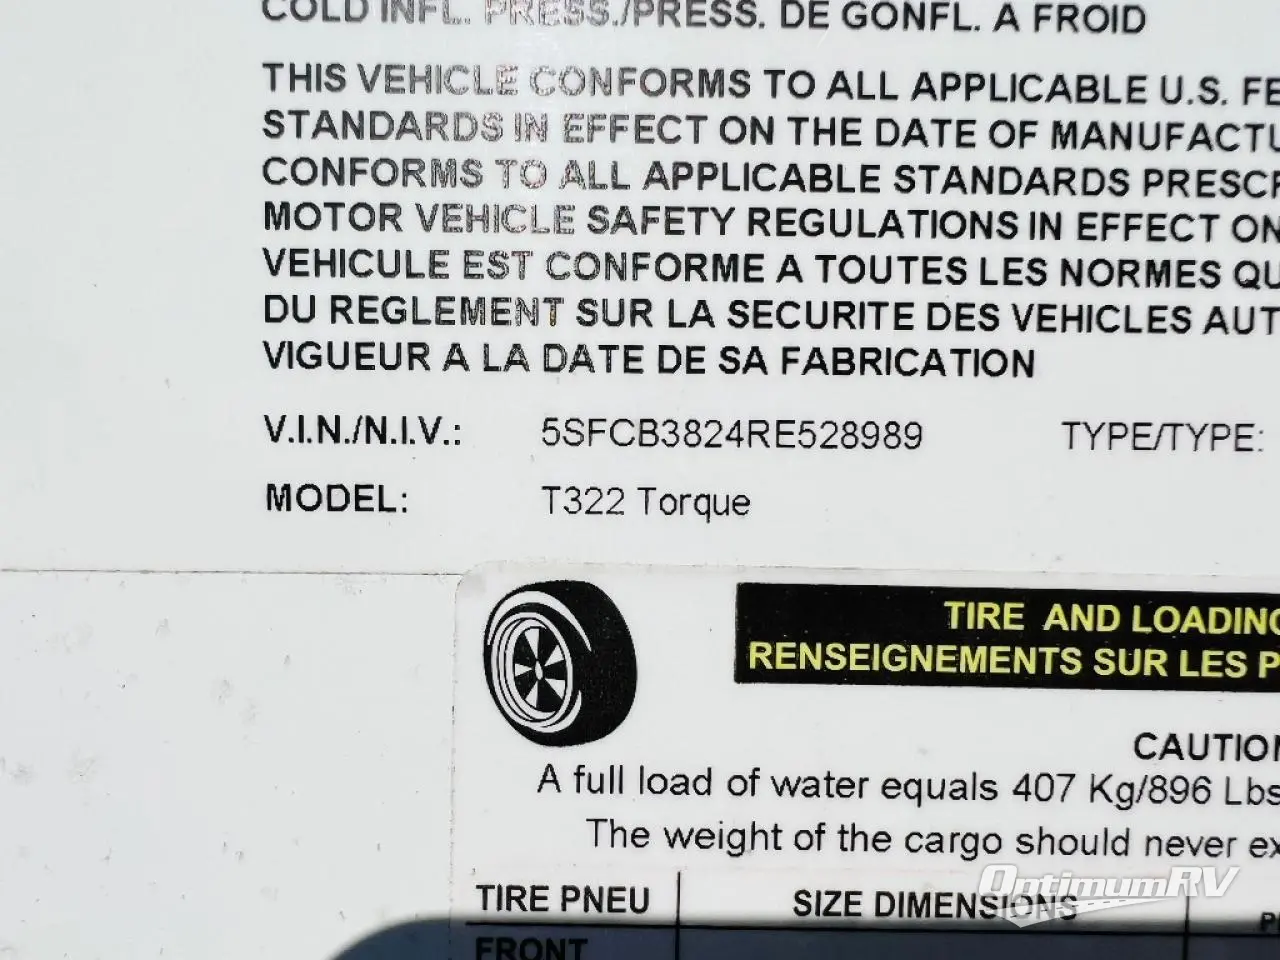 COLD INFL. PRESS./PRESS. DE GONFL. A FROID
THIS VEHICLE CONFORMS TO ALL APPLICABLE U.S. FE
STANDARDS IN EFFECT ON THE DATE OF MANUFACTU
CONFORMS TO ALL APPLICABLE STANDARDS PRESCR
MOTOR VEHICLE SAFETY REGULATIONS IN EFFECT ON
VEHICULE EST CONFORME A TOUTES LES NORMES QU
DU REGLEMENT SUR LA SECURITE DES VEHICLES AUT
VIGUEUR A LA DATE DE SA FABRICATION
V.I.N./N.I.V.: 5SFCB3824RE528989 TYPE/TYPE:
MODEL: T322 Torque
TIRE AND LOADING
RENSEIGNEMENTS SUR LES P
CAUTION
A full load of water equals 407 Kg/896 Lbs
The weight of the cargo should never ex
TIRE PNEU SIZE DIMENSIONS
FRONT
OptimumRV